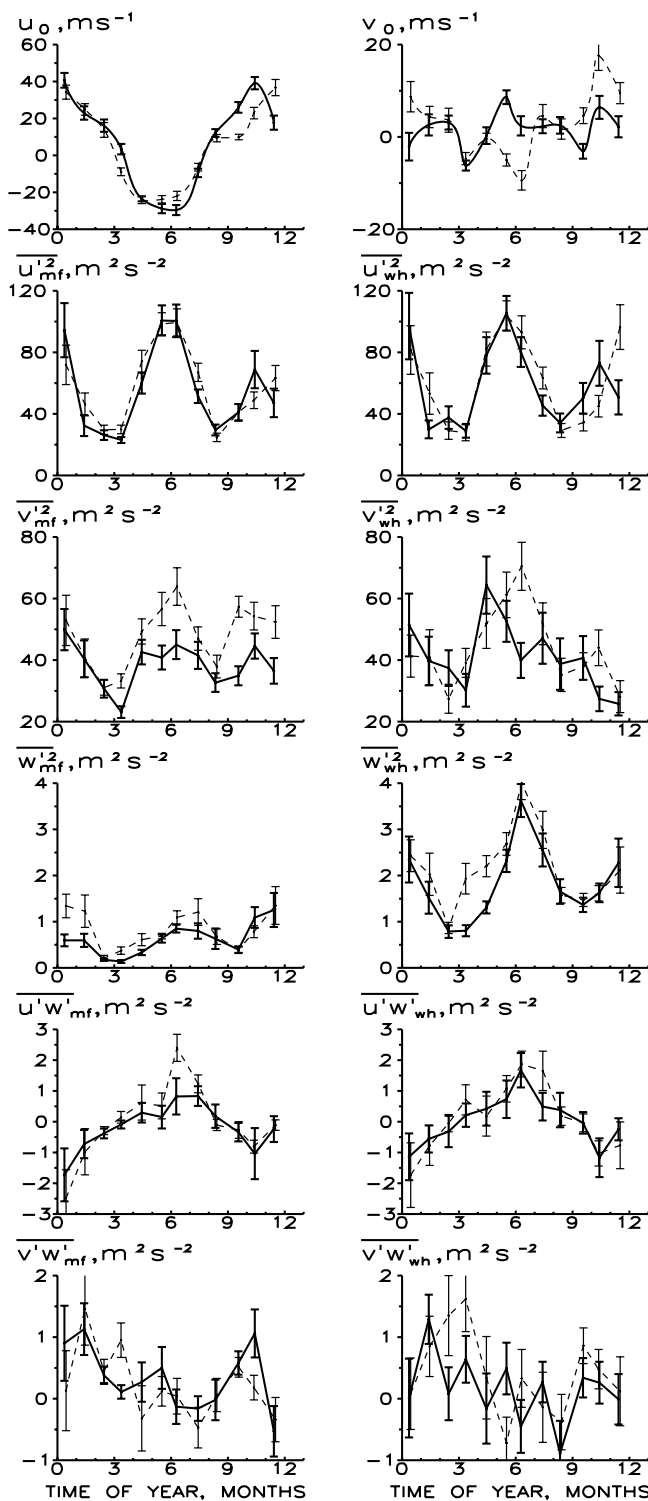 u₀, ms⁻¹
60
40
20
0
−20
−40
0 3 6 9 12
v₀, ms⁻¹
20
0
−20
0 3 6 9 12
u'²mf, m²s⁻²
120
80
40
0
0 3 6 9 12
u'²wh, m²s⁻²
120
80
40
0
0 3 6 9 12
v'²mf, m²s⁻²
80
60
40
20
0 3 6 9 12
v'²wh, m²s⁻²
80
60
40
20
0 3 6 9 12
w'²mf, m²s⁻²
4
3
2
1
0
0 3 6 9 12
w'²wh, m²s⁻²
4
3
2
1
0
0 3 6 9 12
u'w'mf, m²s⁻²
3
2
1
0
−1
−2
−3
0 3 6 9 12
u'w'wh, m²s⁻²
3
2
1
0
−1
−2
−3
0 3 6 9 12
v'w'mf, m²s⁻²
2
1
0
−1
0 3 6 9 12
TIME OF YEAR, MONTHS
v'w'wh, m²s⁻²
2
1
0
−1
0 3 6 9 12
TIME OF YEAR, MONTHS